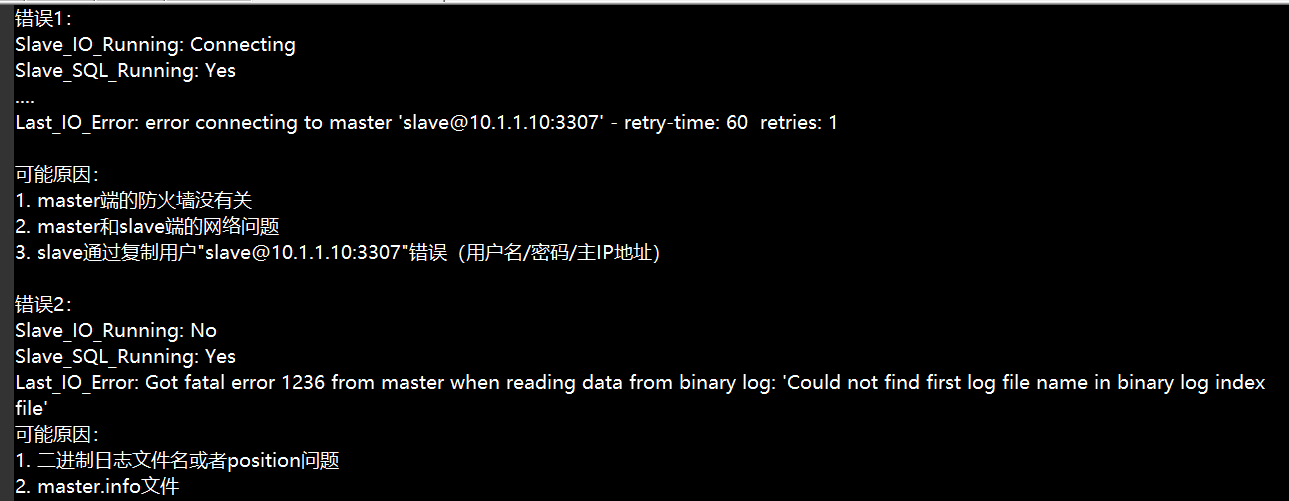 错误1：
Slave_IO_Running: Connecting
Slave_SQL_Running: Yes
....
Last_IO_Error: error connecting to master 'slave@10.1.1.10:3307' - retry-time: 60  retries: 1
可能原因：
1. master端的防火墙没有关
2. master和slave端的网络问题
3. slave通过复制用户"slave@10.1.1.10:3307"错误（用户名/密码/主IP地址）
错误2：
Slave_IO_Running: No
Slave_SQL_Running: Yes
Last_IO_Error: Got fatal error 1236 from master when reading data from binary log: 'Could not find first log file name in binary log index
file'
可能原因：
1. 二进制日志文件名或者position问题
2. master.info文件